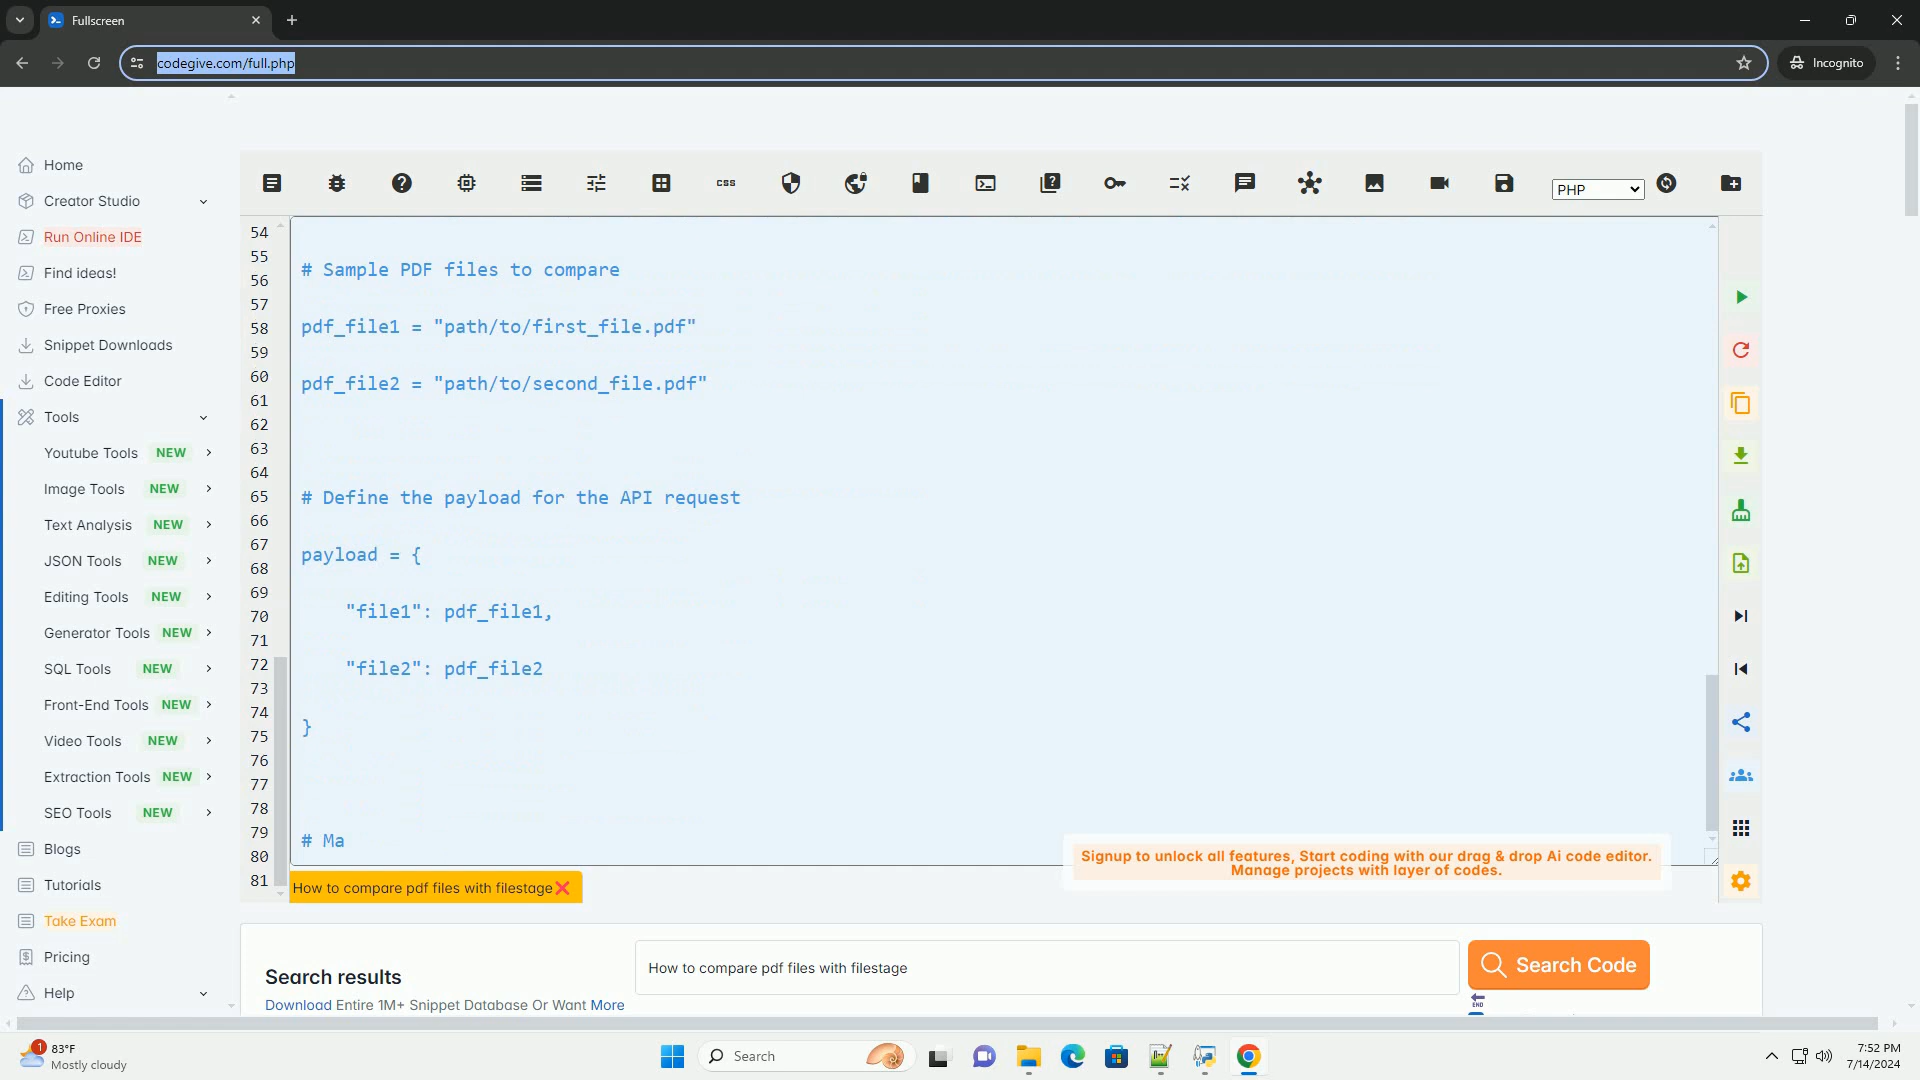 Fullscreen
codegive.com/full.php
Incognito
Home
Creator Studio
Run Online IDE
Find ideas!
Free Proxies
Snippet Downloads
Code Editor
Tools
Youtube Tools NEW
Image Tools NEW
Text Analysis NEW
JSON Tools NEW
Editing Tools NEW
Generator Tools NEW
SQL Tools NEW
Front-End Tools NEW
Video Tools NEW
Extraction Tools NEW
SEO Tools NEW
Blogs
Tutorials
Take Exam
Pricing
Help
CSS
PHP
54
55
56
57
58
59
60
61
62
63
64
65
66
67
68
69
70
71
72
73
74
75
76
77
78
79
80
81
# Sample PDF files to compare
pdf_file1 = "path/to/first_file.pdf"
pdf_file2 = "path/to/second_file.pdf"
# Define the payload for the API request
payload = {
"file1": pdf_file1,
"file2": pdf_file2
}
# Ma
Signup to unlock all features, Start coding with our drag & drop Ai code editor.
Manage projects with layer of codes.
How to compare pdf files with filestage
Search results
How to compare pdf files with filestage
Search Code
Download Entire 1M+ Snippet Database Or Want More
END
1
83°F
Mostly cloudy
Search
7:52 PM
7/14/2024